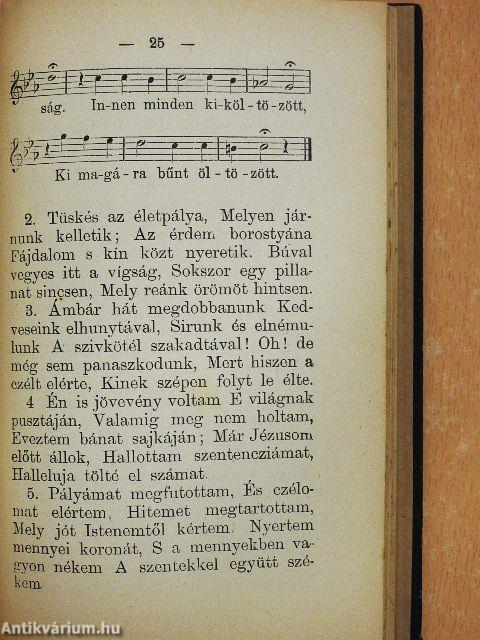 — 25 —
ság. In-nen minden ki-köl-tö-zött,
Ki ma-gá-ra bűnt öl-tö-zött.
2. Tüskés az életpálya, Melyen jár-
nunk kelletik; Az érdem borostyána
Fájdalom s kín közt nyeretik. Búval
vegyes itt a vígság, Sokszor egy pilla-
nat sincsen, Mely reánk örömöt hintsen.
3. Ámbár hát megdobbanunk Ked-
veseink elhunytával, Sirunk és elnému-
lunk A szivkötél szakadtával! Oh! de
még sem panaszkodunk, Mert hiszen a
czélt elérte, Kinek szépen folyt le élte.
4 Én is jövevény voltam E világnak
pusztáján, Valamig meg nem holtam,
Eveztem bánat sajkáján; Már Jézusom
előtt állok, Hallottam szentencziámat,
Halleluja tölté el számat.
5. Pályámat megfutottam, És czélo-
mat elértem, Hitemet megtartottam,
Mely jót Istenemtől kértem. Nyertem
mennyei koronát, S a mennyekben va-
gyon nékem A szentekkel együtt szé-
kem
Antikvárium.hu